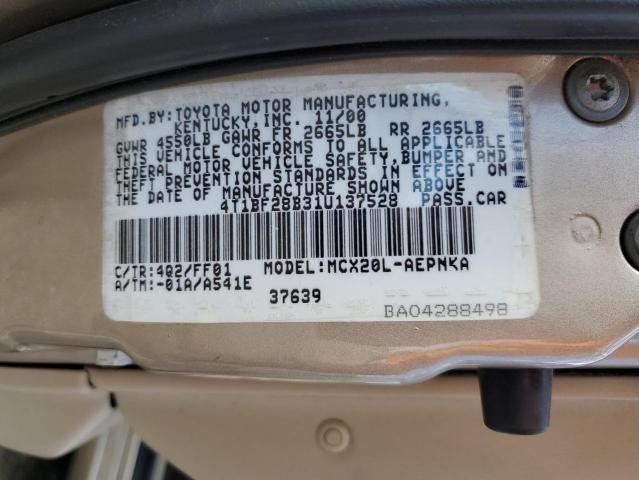 MFD.BY:TOYOTA MOTOR MANUFACTURING,
KENTUCKY,INC. 11/00
GVWR 4550LB GAWR FR 2665LB RR 2665LB
THIS VEHICLE CONFORMS TO ALL APPLICABLE
FEDERAL MOTOR VEHICLE SAFETY,BUMPER AND
THEFT PREVENTION STANDARDS IN EFFECT ON
THE DATE OF MANUFACTURE SHOWN ABOVE.
4T1BF28B31U137528 PASS.CAR
C/TR:4Q2/FF01 MODEL:MCX20L-AEPNKA
A/TM:-01A/A541E
37639
BA04288498